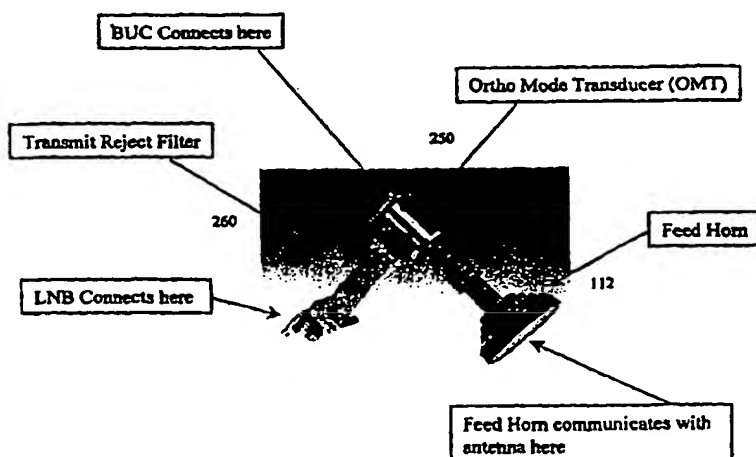 BUC Connects here
Ortho Mode Transducer (OMT)
250
Transmit Reject Filter
260
Feed Horn
112
LNB Connects here
Feed Horn communicates with
antenna here